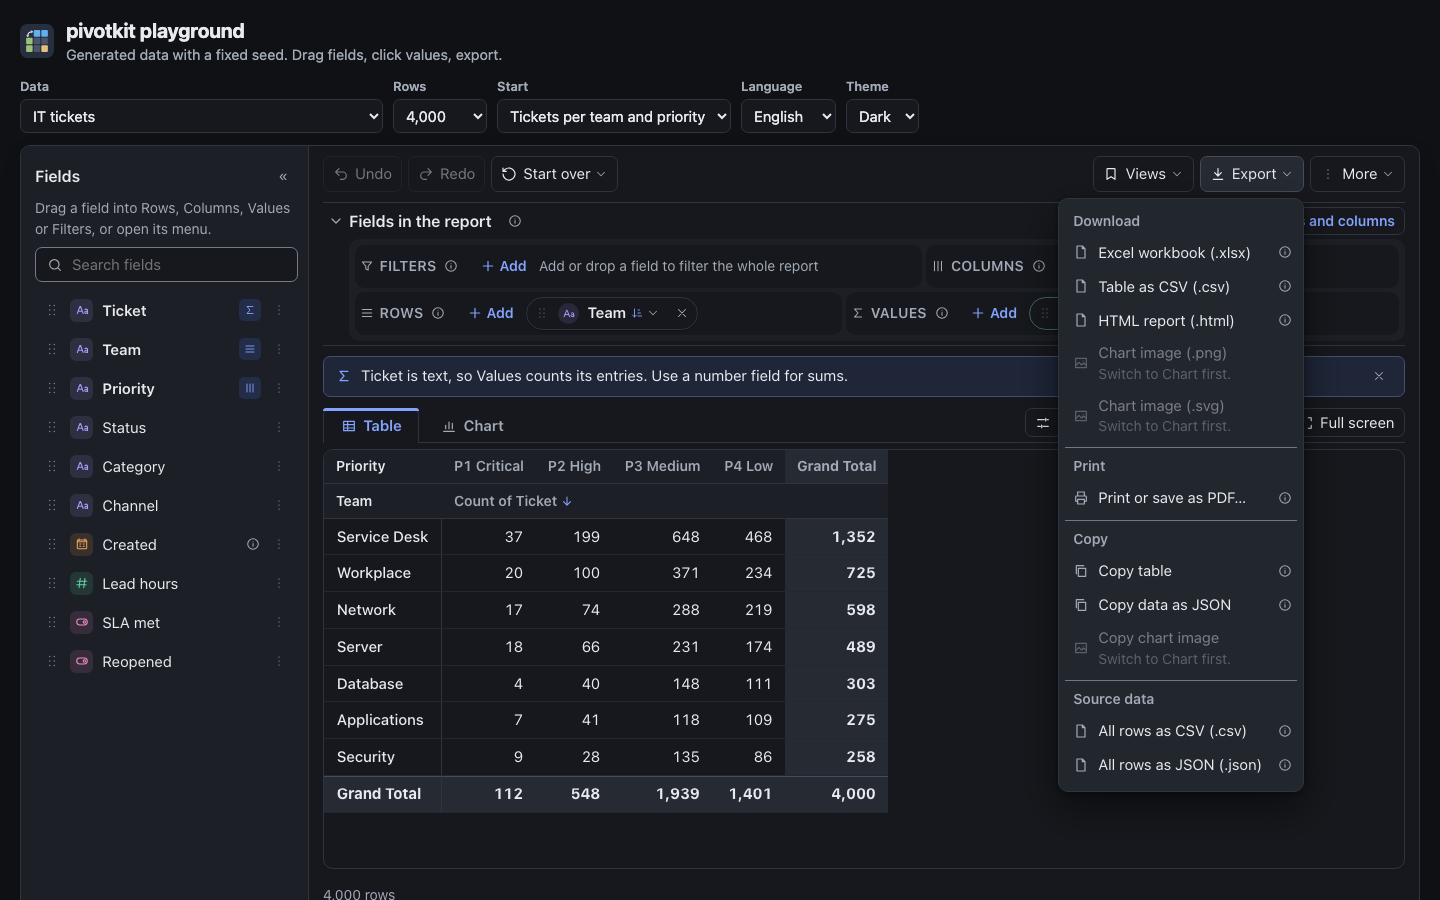 pivotkit playground
Generated data with a fixed seed. Drag fields, click values, export.
Data
Rows
Start
Language
Theme
IT tickets
4,000
Tickets per team and priority
English
Dark
Fields
«
Drag a field into Rows, Columns, Values
or Filters, or open its menu.
Search fields
Aa Ticket Σ
Aa Team
Aa Priority
Aa Status
Aa Category
Aa Channel
Created
# Lead hours
SLA met
Reopened
Undo
Redo
Start over
Views
Export
More
Fields in the report
and columns
FILTERS
+ Add
Add or drop a field to filter the whole report
COLUMNS
ROWS
+ Add
Aa Team
Σ VALUES
+ Add
Σ Ticket is text, so Values counts its entries. Use a number field for sums.
Table
Chart
Full screen
Priority P1 Critical P2 High P3 Medium P4 Low Grand Total
Team Count of Ticket ↓
Service Desk 37 199 648 468 1,352
Workplace 20 100 371 234 725
Network 17 74 288 219 598
Server 18 66 231 174 489
Database 4 40 148 111 303
Applications 7 41 118 109 275
Security 9 28 135 86 258
Grand Total 112 548 1,939 1,401 4,000
4,000 rows
Download
Excel workbook (.xlsx)
Table as CSV (.csv)
HTML report (.html)
Chart image (.png)
Switch to Chart first.
Chart image (.svg)
Switch to Chart first.
Print
Print or save as PDF...
Copy
Copy table
Copy data as JSON
Copy chart image
Switch to Chart first.
Source data
All rows as CSV (.csv)
All rows as JSON (.json)